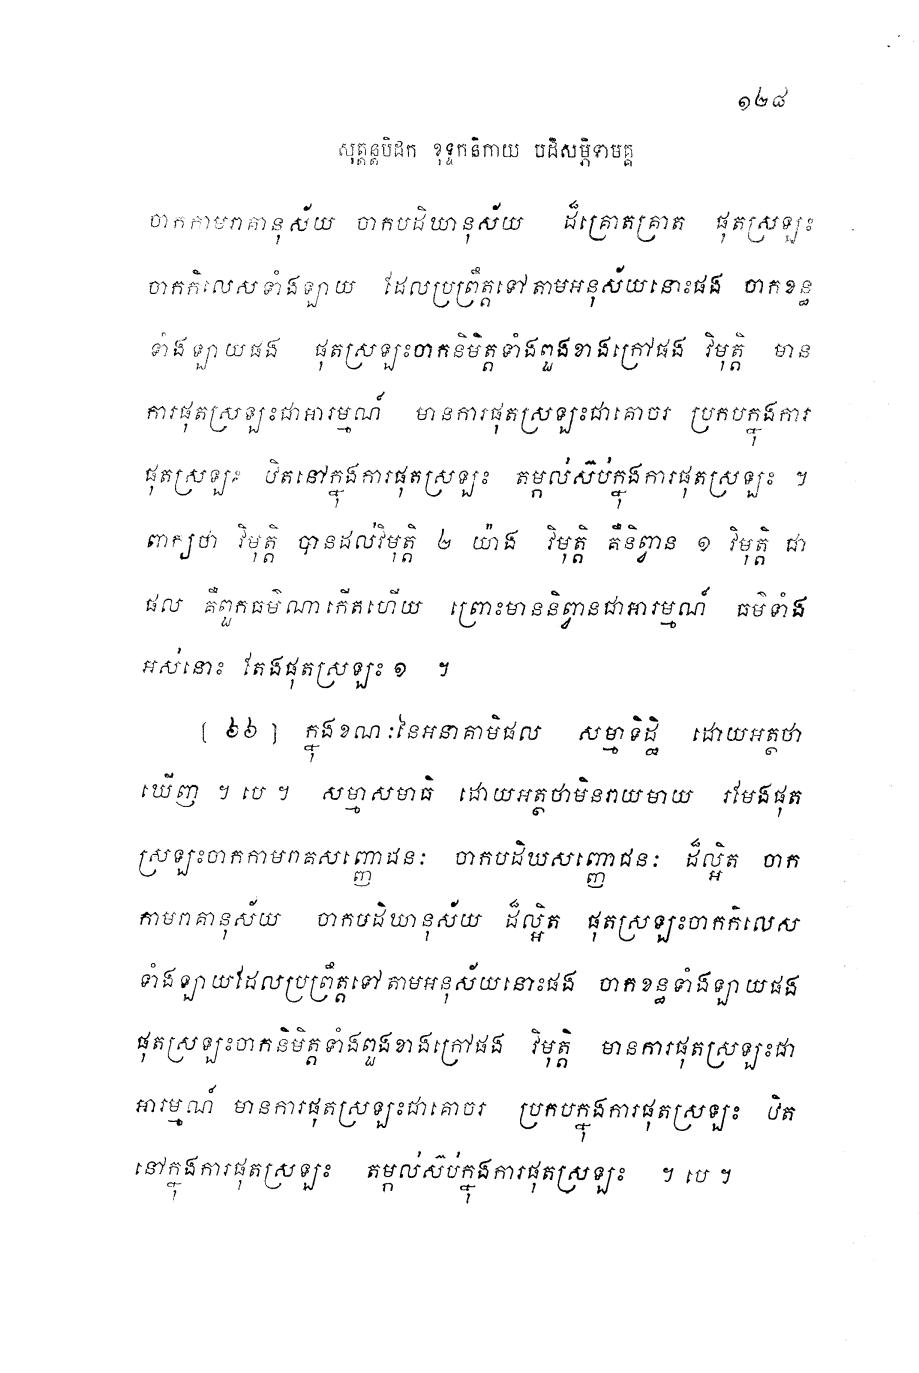 ១២៨
សុត្តន្តបិដក ខុទ្ទកនិកាយ បដិសម្ភិទាមគ្គ
ចាកកាមរាគានុស័យ ចាកបដិឃានុស័យ ដ៏គ្រោតគ្រាត ផុតស្រឡះ
ចាកកិលេសទាំងឡាយ ដែលប្រព្រឹត្តទៅតាមអនុស័យនោះផង ចាកខន្ធ
ទាំងឡាយផង ផុតស្រឡះចាកនិមិត្តទាំងពួងខាងក្រៅផង វិមុត្តិ មាន
ការផុតស្រឡះជាអារម្មណ៍ មានការផុតស្រឡះជាគោចរ ប្រកបក្នុងការ
ផុតស្រឡះ ឋិតនៅក្នុងការផុតស្រឡះ តម្កល់ស៊ប់ក្នុងការផុតស្រឡះ ។
ពាក្យថា វិមុត្តិ បានដល់វិមុត្តិ ២ យ៉ាង វិមុត្តិ គឺនិព្វាន ១ វិមុត្តិ ជា
ផល គឺពួកធម៌ណាកើតហើយ ព្រោះមាននិព្វានជាអារម្មណ៍ ធម៌ទាំង
អស់នោះ តែងផុតស្រឡះ ១ ។
[ ៦៦ ] ក្នុងខណៈនៃអនាគាមិផល សម្មាទិដ្ឋិ ដោយអត្ថថា
ឃើញ ។ បេ ។ សម្មាសមាធិ ដោយអត្ថថាមិនរាយមាយ រមែងផុត
ស្រឡះចាកកាមរាគសញ្ញោជនៈ ចាកបដិឃសញ្ញោជនៈ ដ៏ល្អិត ចាក
កាមរាគានុស័យ ចាកបដិឃានុស័យ ដ៏ល្អិត ផុតស្រឡះចាកកិលេស
ទាំងឡាយដែលប្រព្រឹត្តទៅតាមអនុស័យនោះផង ចាកខន្ធទាំងឡាយផង
ផុតស្រឡះចាកនិមិត្តទាំងពួងខាងក្រៅផង វិមុត្តិ មានការផុតស្រឡះជា
អារម្មណ៍ មានការផុតស្រឡះជាគោចរ ប្រកបក្នុងការផុតស្រឡះ ឋិត
នៅក្នុងការផុតស្រឡះ តម្កល់ស៊ប់ក្នុងការផុតស្រឡះ ។ បេ ។